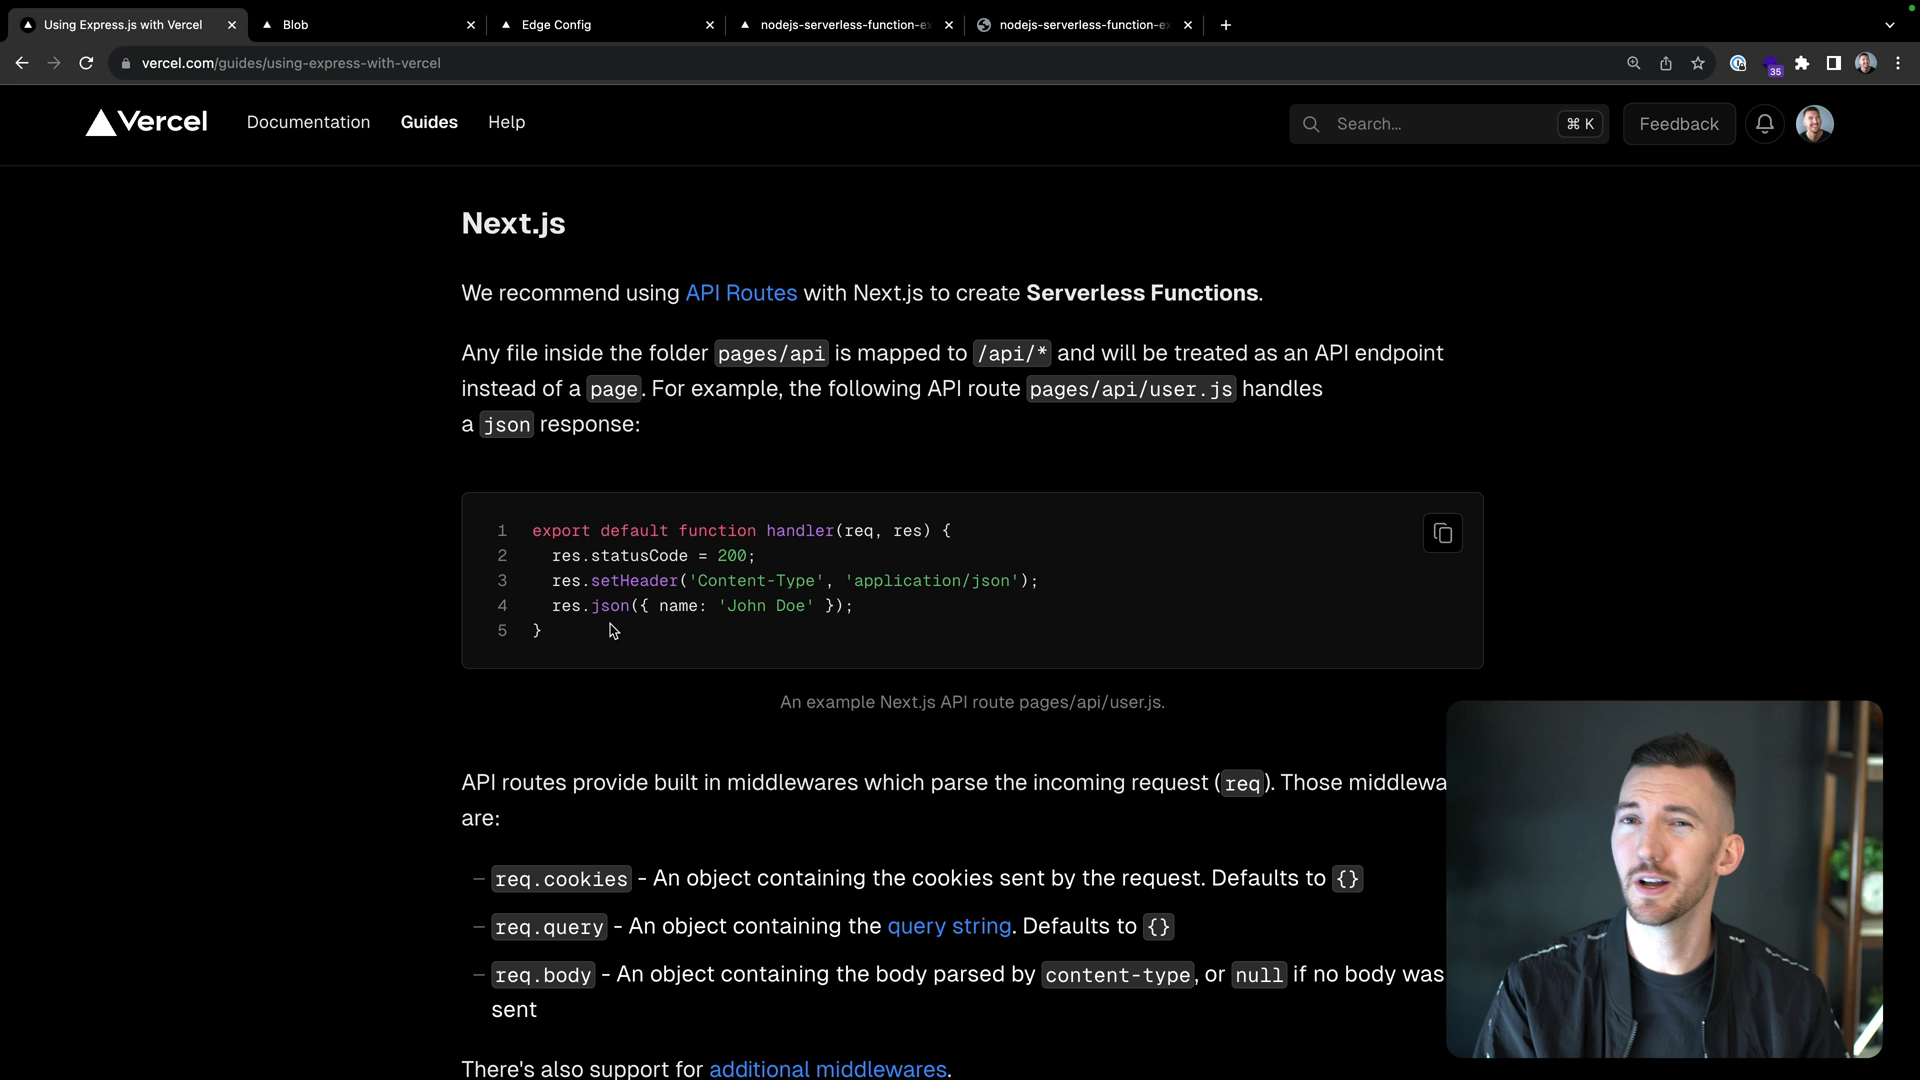 Using Express.js with Vercel
Blob
Edge Config
nodejs-serverless-function-ex
nodejs-serverless-function-ex
vercel.com/guides/using-express-with-vercel
35
Vercel
Documentation
Guides
Help
Search...
⌘ K
Feedback
Next.js
We recommend using API Routes with Next.js to create Serverless Functions.
Any file inside the folder pages/api is mapped to /api/* and will be treated as an API endpoint
instead of a page. For example, the following API route pages/api/user.js handles
a json response:
1 export default function handler(req, res) {
2 res.statusCode = 200;
3 res.setHeader('Content-Type', 'application/json');
4 res.json({ name: 'John Doe' });
5 }
An example Next.js API route pages/api/user.js.
API routes provide built in middlewares which parse the incoming request (req). Those middlewa
are:
– req.cookies - An object containing the cookies sent by the request. Defaults to {}
– req.query - An object containing the query string. Defaults to {}
– req.body - An object containing the body parsed by content-type, or null if no body was
sent
There's also support for additional middlewares.